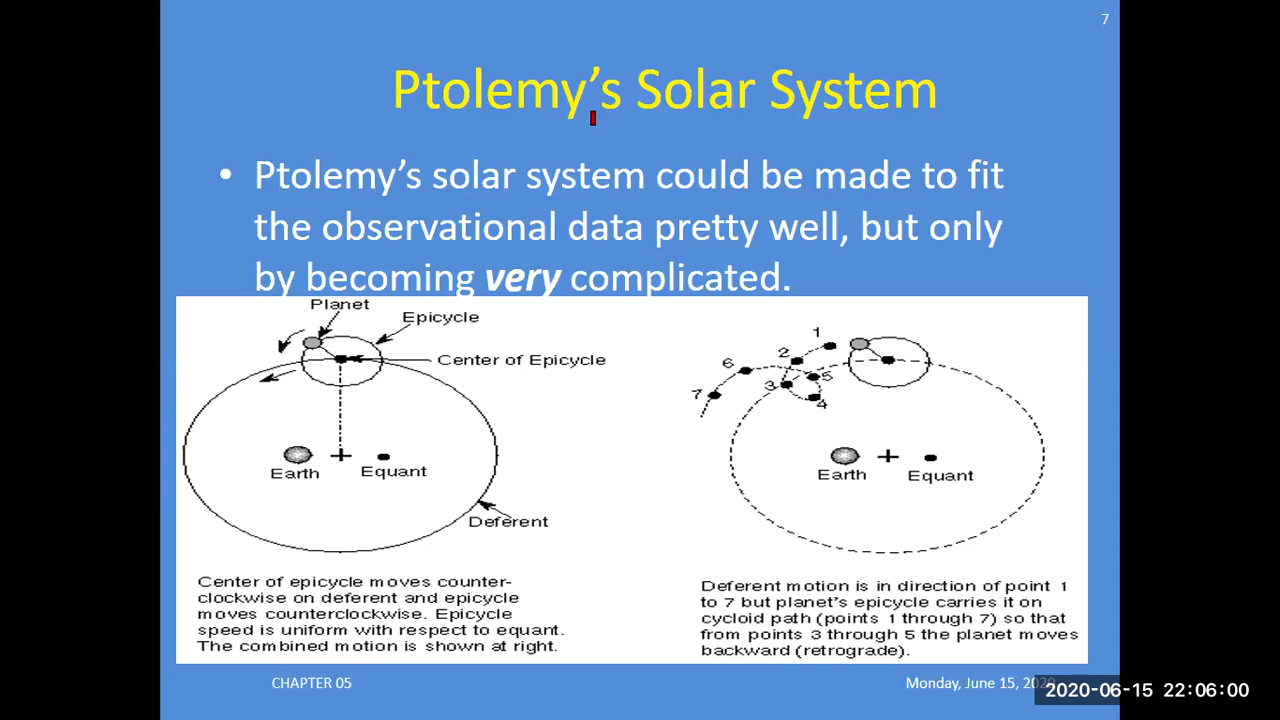 7
Ptolemy’s Solar System
• Ptolemy’s solar system could be made to fit
the observational data pretty well, but only
by becoming very complicated.
Planet
Epicycle
Center of Epicycle
Earth
Equant
Deferent
Center of epicycle moves counter-
clockwise on deferent and epicycle
moves counterclockwise. Epicycle
speed is uniform with respect to equant.
The combined motion is shown at right.
1
2
3
4
5
6
7
Earth
Equant
Deferent motion is in direction of point 1
to 7 but planet's epicycle carries it on
cycloid path (points 1 through 7) so that
from points 3 through 5 the planet moves
backward (retrograde).
CHAPTER 05
Monday, June 15, 2020
2020-06-15 22:06:00